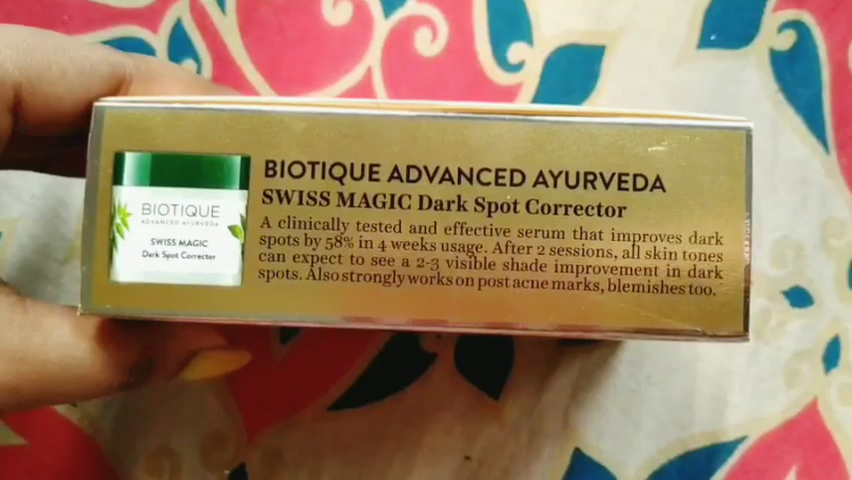 BIOTIQUE
ADVANCED AYURVEDA
SWISS MAGIC
Dark Spot Corrector
BIOTIQUE ADVANCED AYURVEDA
SWISS MAGIC Dark Spot Corrector
A clinically tested and effective serum that improves dark
spots by 58% in 4 weeks usage. After 2 sessions, all skin tones
can expect to see a 2-3 visible shade improvement in dark
spots. Also strongly works on post acne marks, blemishes too.